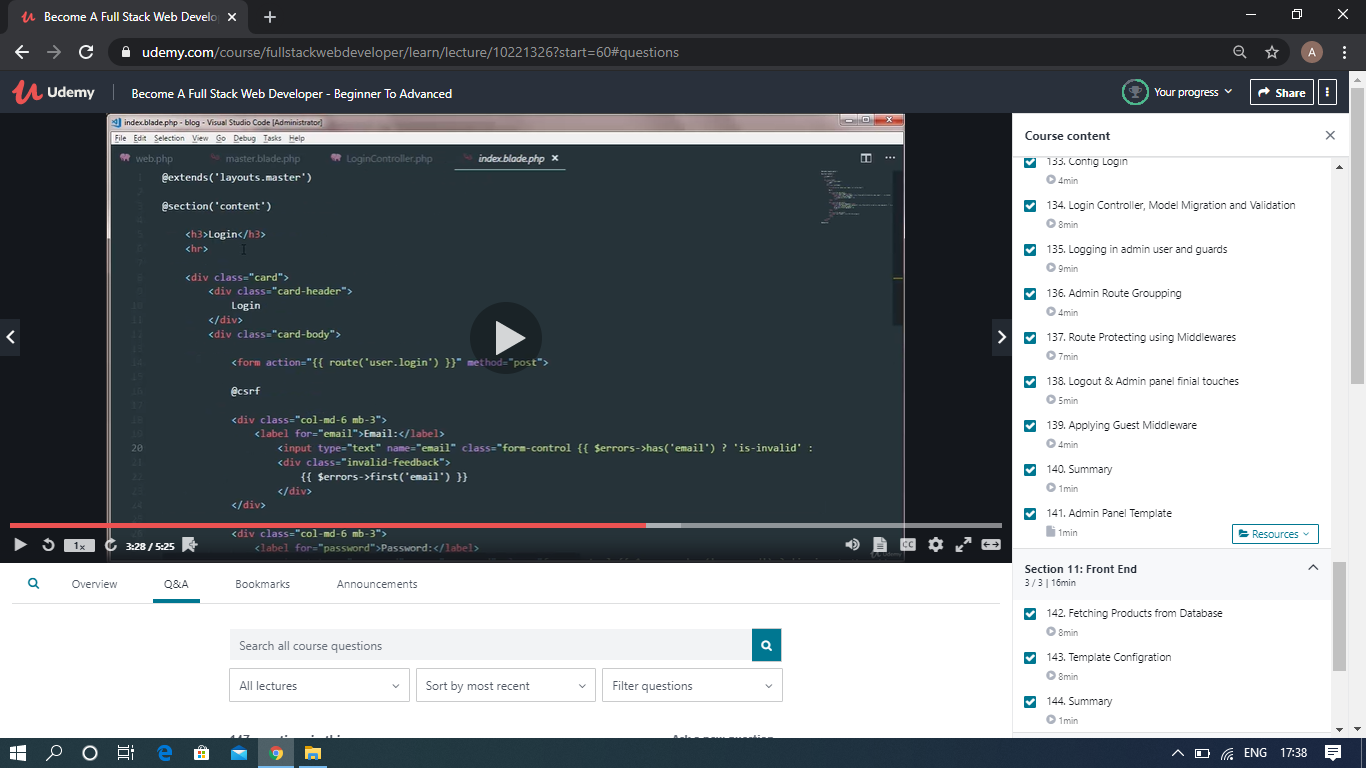 Become A Full Stack Web Develo
udemy.com/course/fullstackwebdeveloper/learn/lecture/10221326?start=60#questions
A
Udemy
Become A Full Stack Web Developer - Beginner To Advanced
Your progress
Share
index.blade.php - blog - Visual Studio Code [Administrator]
File Edit Selection View Go Debug Tasks Help
web.php master.blade.php LoginController.php index.blade.php
@extends('layouts.master')
@section('content')
<h3>Login</h3>
<hr>
<div class="card">
<div class="card-header">
Login
</div>
<div class="card-body">
<form action="{{ route('user.login') }}" method="post">
@csrf
<div class="col-md-6 mb-3">
<label for="email">Email:</label>
20 <input type="text" name="email" class="form-control {{ $errors->has('email') ? 'is-invalid' :
<div class="invalid-feedback">
{{ $errors->first('email') }}
</div>
</div>
<div class="col-md-6 mb-3">
<label for="password">Password:</label>
1x
3:28 / 5:25
CC
Overview
Q&A
Bookmarks
Announcements
Search all course questions
All lectures
Sort by most recent
Filter questions
Course content
133. Config Login
4min
134. Login Controller, Model Migration and Validation
8min
135. Logging in admin user and guards
9min
136. Admin Route Groupping
4min
137. Route Protecting using Middlewares
7min
138. Logout & Admin panel finial touches
5min
139. Applying Guest Middleware
4min
140. Summary
1min
141. Admin Panel Template
1min
Resources
Section 11: Front End
3 / 3 | 16min
142. Fetching Products from Database
8min
143. Template Configration
8min
144. Summary
1min
ENG
17:38